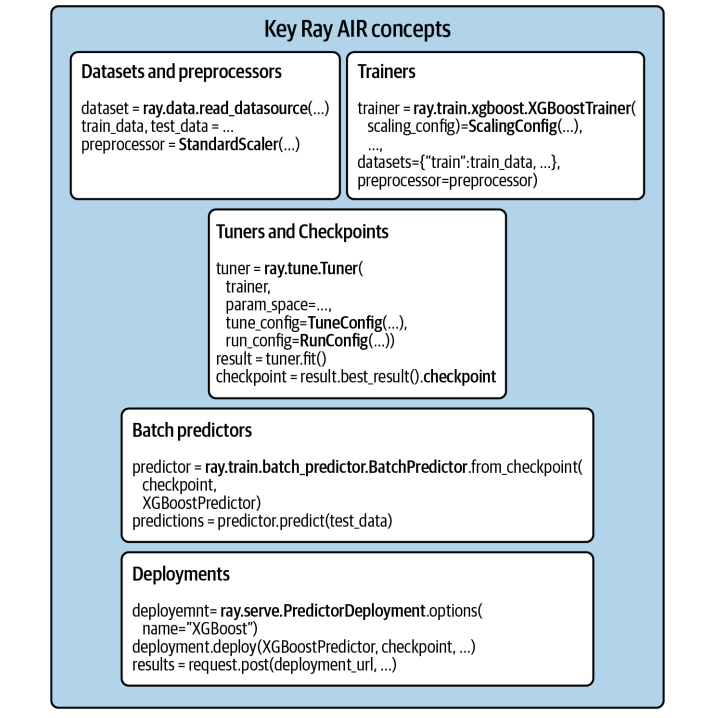 Key Ray AIR concepts
Datasets and preprocessors
dataset = ray.data.read_datasource(...)
train_data, test_data = ...
preprocessor = StandardScaler(...)
Trainers
trainer = ray.train.xgboost.XGBoostTrainer(
scaling_config)=ScalingConfig(...),
...,
datasets={"train":train_data, ...},
preprocessor=preprocessor)
Tuners and Checkpoints
tuner = ray.tune.Tuner(
trainer,
param_space=...,
tune_config=TuneConfig(...),
run_config=RunConfig(...))
result = tuner.fit()
checkpoint = result.best_result().checkpoint
Batch predictors
predictor = ray.train.batch_predictor.BatchPredictor.from_checkpoint(
checkpoint,
XGBoostPredictor)
predictions = predictor.predict(test_data)
Deployments
deployemnt= ray.serve.PredictorDeployment.options(
name="XGBoost")
deployment.deploy(XGBoostPredictor, checkpoint, ...)
results = request.post(deployment_url, ...)